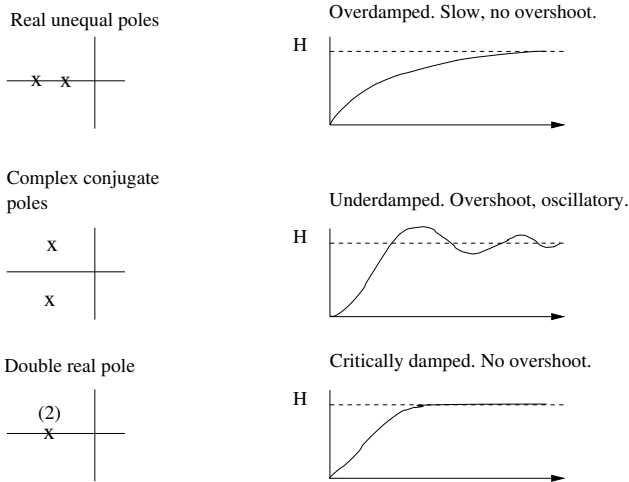 Real unequal poles
x x
Overdamped. Slow, no overshoot.
H
Complex conjugate
poles
x
x
Underdamped. Overshoot, oscillatory.
H
Double real pole
(2)
x
Critically damped. No overshoot.
H